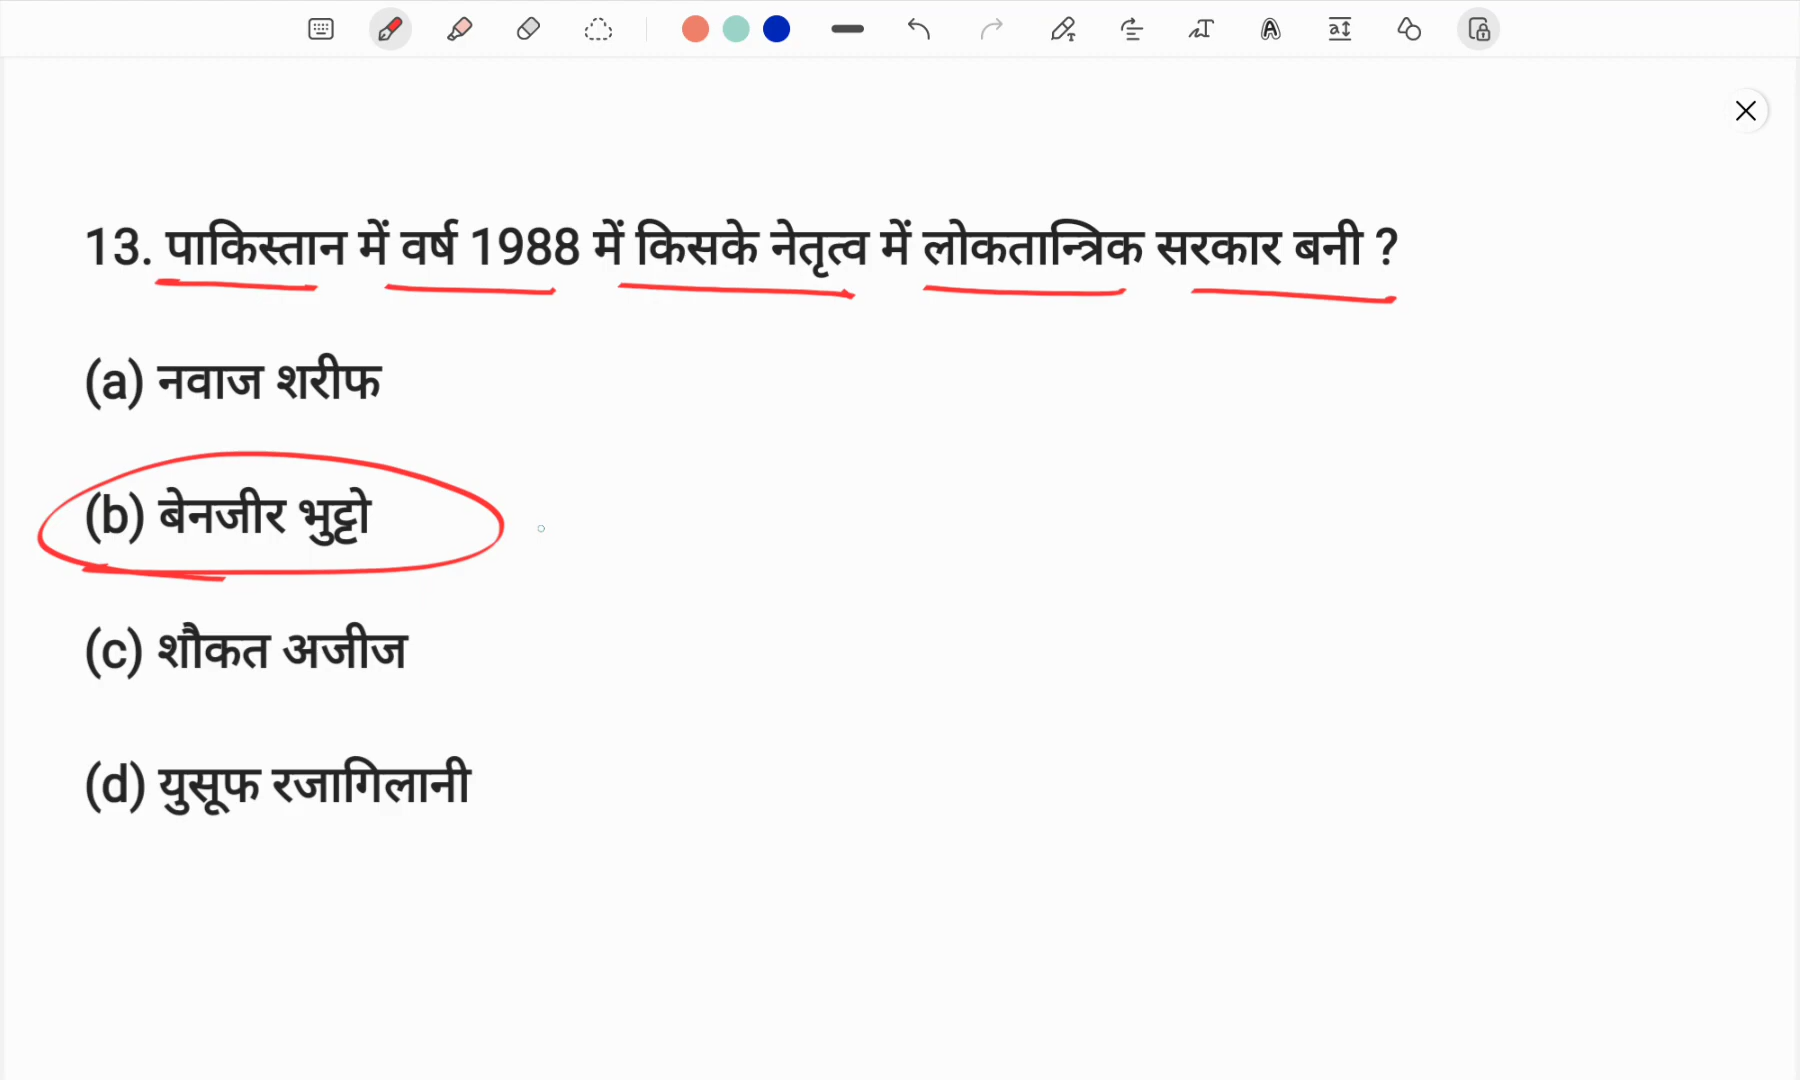 13. पाकिस्तान में वर्ष 1988 में किसके नेतृत्व में लोकतान्त्रिक सरकार बनी ?
(a) नवाज शरीफ
(b) बेनजीर भुट्टो
(c) शौकत अजीज
(d) युसूफ रजागिलानी